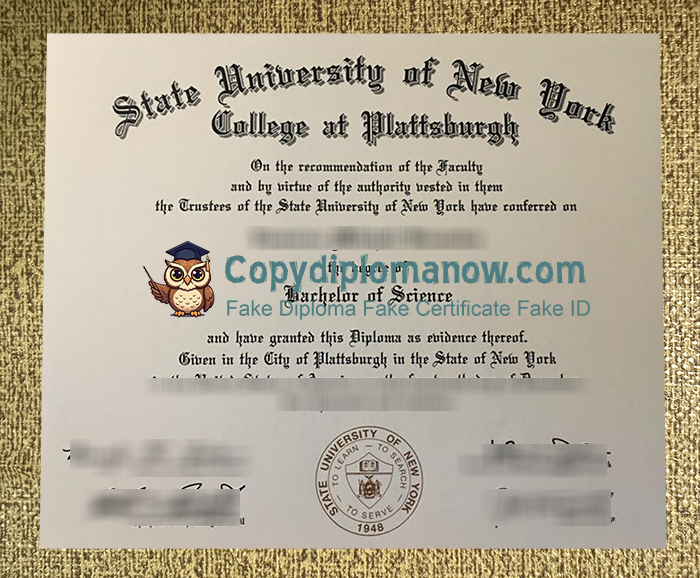 State University of New York
College at Plattsburgh
On the recommendation of the Faculty
and by virtue of the authority vested in them
the Trustees of the State University of New York have conferred on
Copydiplomanow.com
the degree of
Bachelor of Science
Fake Diploma Fake Certificate Fake ID
and have granted this Diploma as evidence thereof.
Given in the City of Plattsburgh in the State of New York
STATE UNIVERSITY OF NEW YORK
TO LEARN — TO SEARCH
TO SERVE
1948